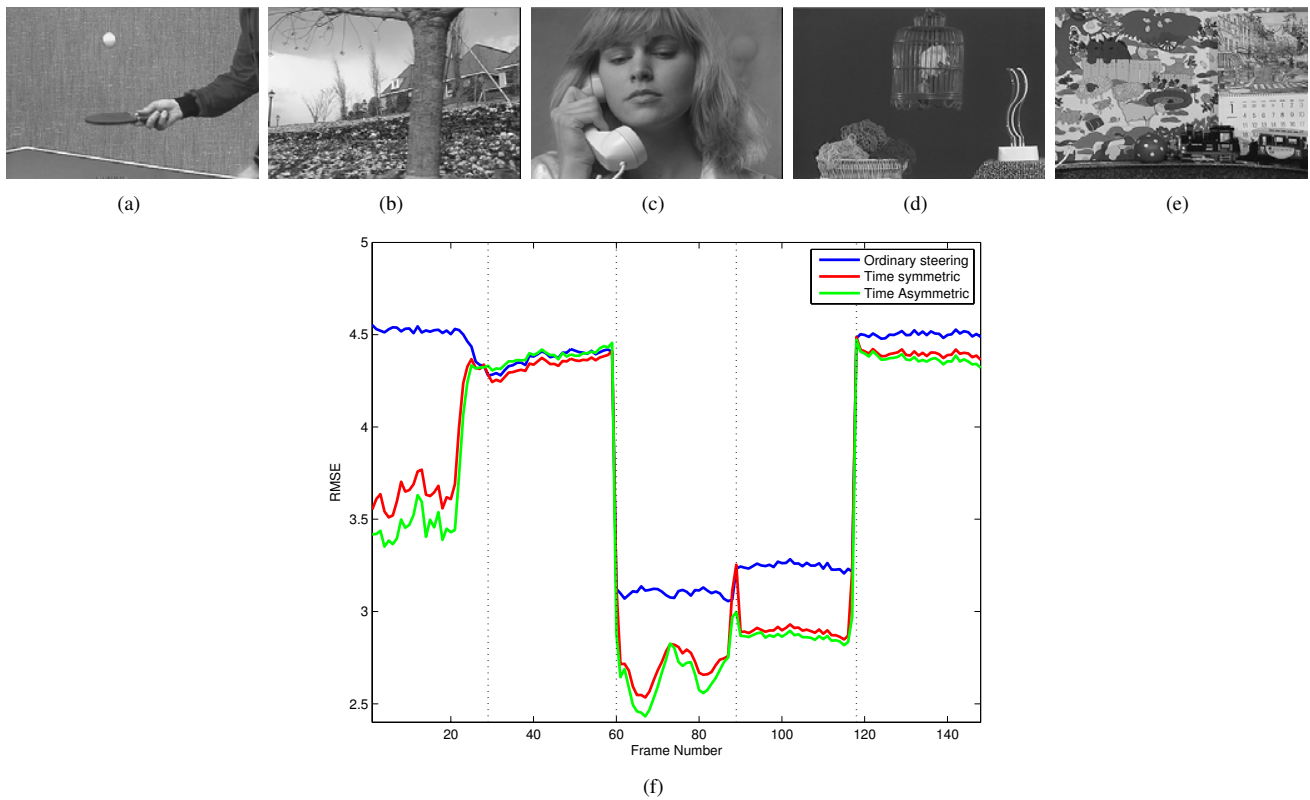 (a)
(b)
(c)
(d)
(e)
5
4.5
4
3.5
3
2.5
RMSE
Ordinary steering
Time symmetric
Time Asymmetric
20
40
60
80
100
120
140
Frame Number
(f)